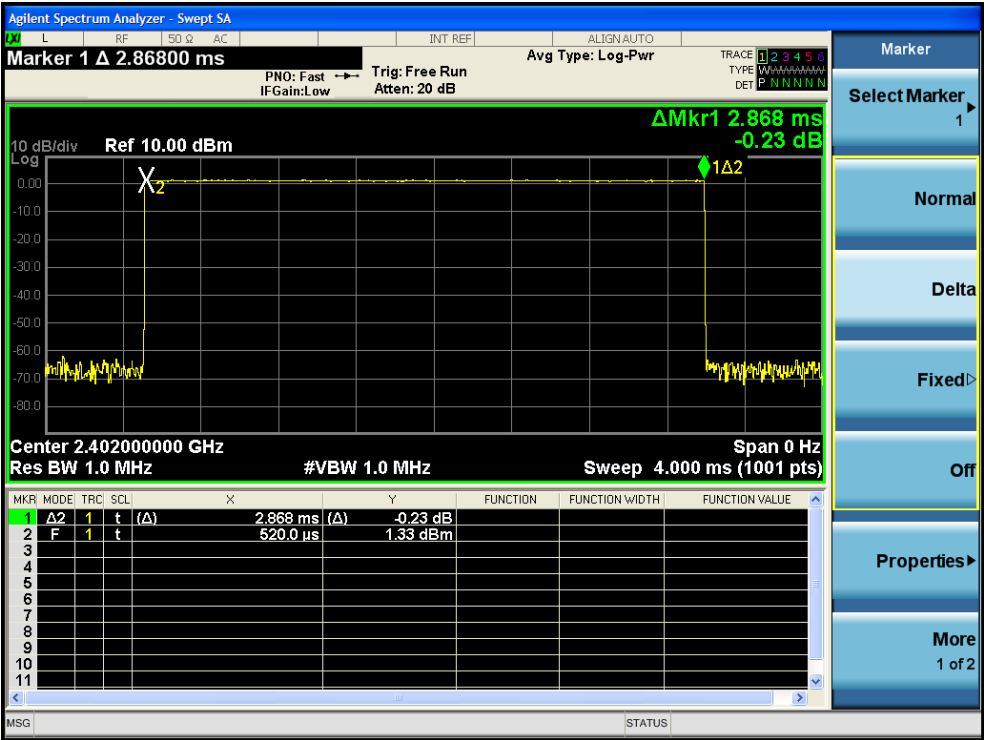 Agilent Spectrum Analyzer - Swept SA
LXI L RF 50 Ω AC INT REF ALIGNAUTO
Marker 1 Δ 2.86800 ms
PNO: Fast
IFGain:Low
Trig: Free Run
Atten: 20 dB
Avg Type: Log-Pwr
TRACE 1 2 3 4 5 6
TYPE WWWWWW
DET P N N N N N
ΔMkr1 2.868 ms
-0.23 dB
10 dB/div Ref 10.00 dBm
Log
0.00
-10.0
-20.0
-30.0
-40.0
-50.0
-60.0
-70.0
-80.0
X2
1Δ2
Center 2.402000000 GHz Span 0 Hz
Res BW 1.0 MHz #VBW 1.0 MHz Sweep 4.000 ms (1001 pts)
MKR MODE TRC SCL X Y FUNCTION FUNCTION WIDTH FUNCTION VALUE
1 Δ2 1 t (Δ) 2.868 ms (Δ) -0.23 dB
2 F 1 t 520.0 µs 1.33 dBm
3
4
5
6
7
8
9
10
11
MSG STATUS
Marker
Select Marker
1
Normal
Delta
Fixed
Off
Properties
More
1 of 2